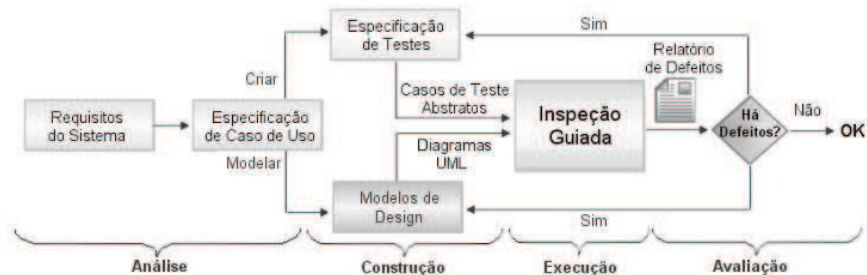 Especificação
de Testes
Sim
Relatório
de Defeitos
Criar
Casos de Teste
Abstratos
Requisitos
do Sistema
Especificação
de Caso de Uso
Inspeção
Guiada
Há
Defeitos?
Não
OK
Modelar
Diagramas
UML
Modelos de
Design
Sim
Análise
Construção
Execução
Avaliação